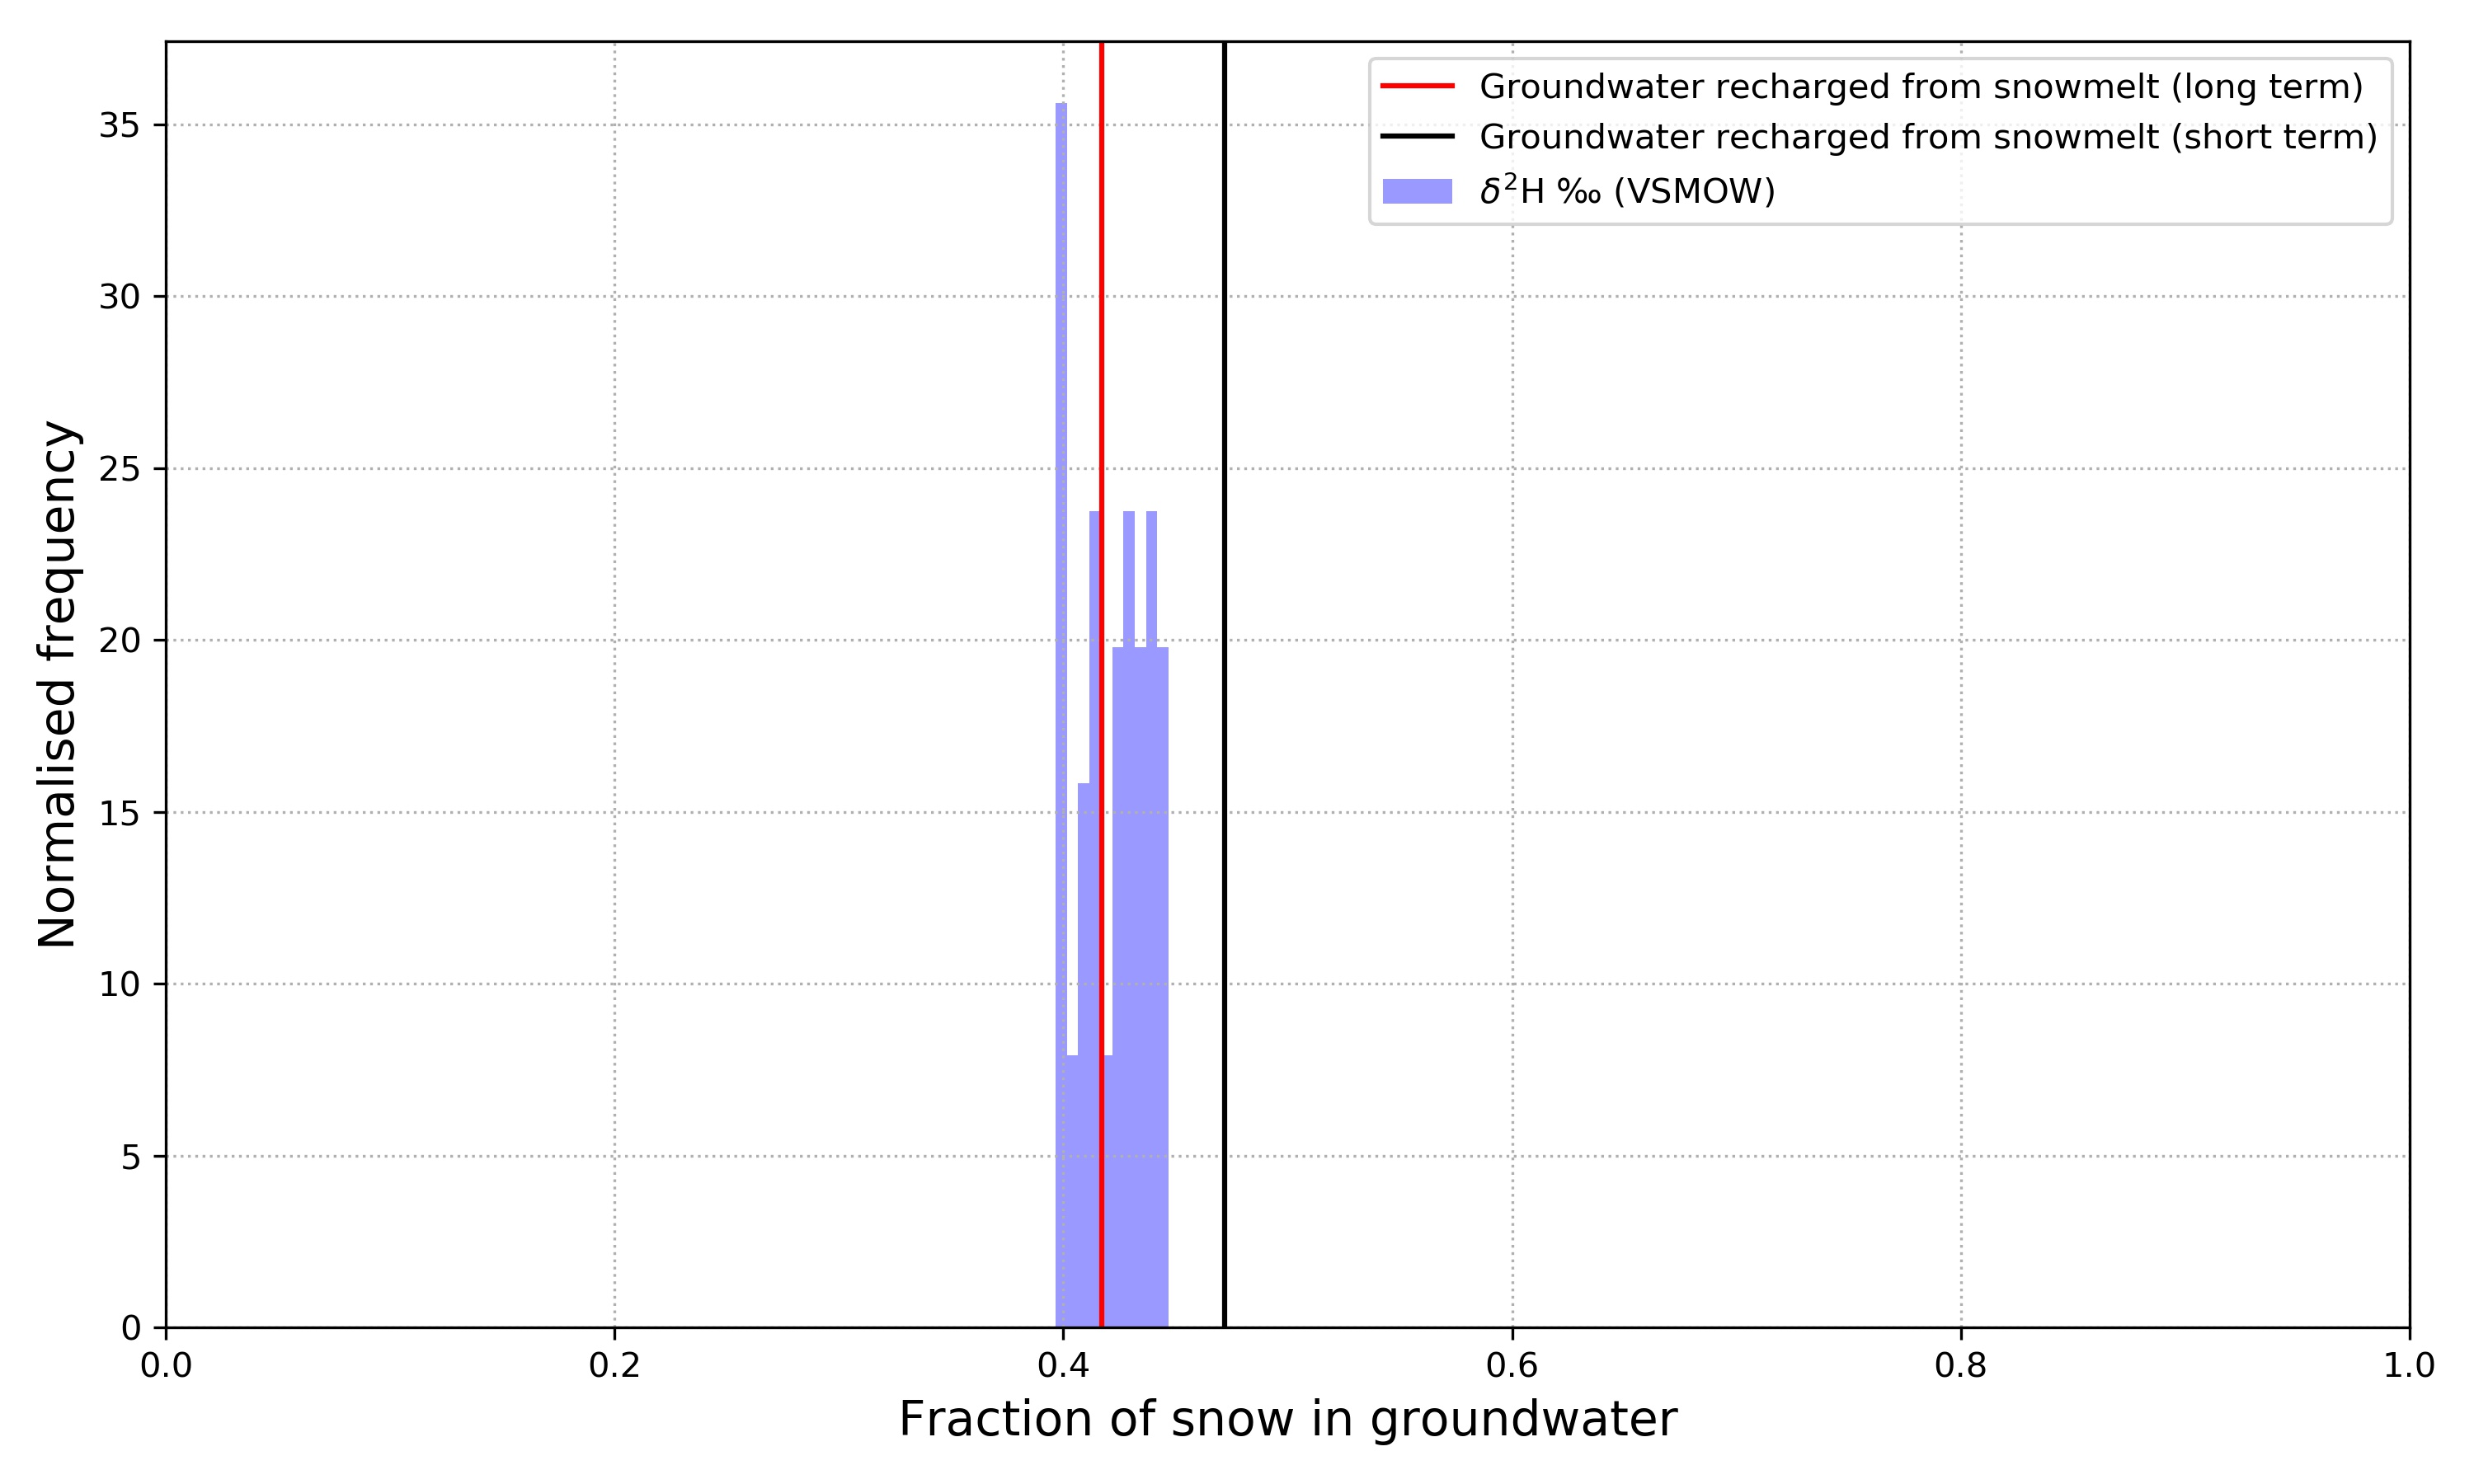 Groundwater recharged from snowmelt (long term)
Groundwater recharged from snowmelt (short term)
δ²H ‰ (VSMOW)
Normalised frequency
35
30
25
20
15
10
5
0
0.0 0.2 0.4 0.6 0.8 1.0
Fraction of snow in groundwater